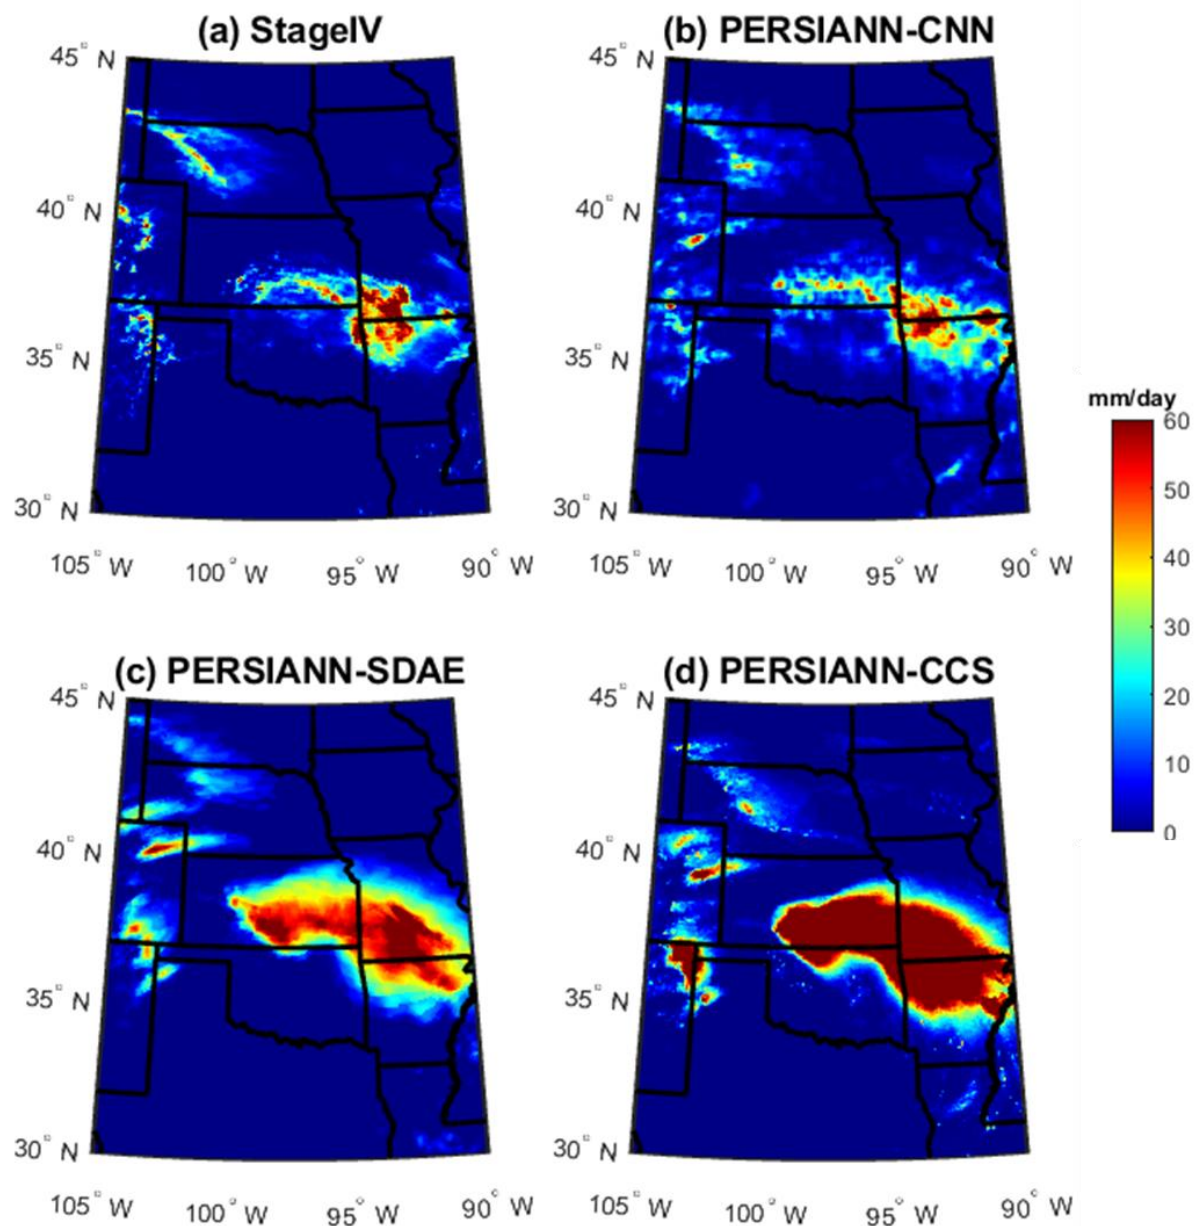 (a) StageIV
(b) PERSIANN-CNN
45° N
45° N
40° N
40° N
35° N
35° N
30° N
30° N
105° W
100° W
95° W
90° W
105° W
100° W
95° W
90° W
mm/day
60
50
40
30
20
10
0
(c) PERSIANN-SDAE
(d) PERSIANN-CCS
45° N
45° N
40° N
40° N
35° N
35° N
30° N
30° N
105° W
100° W
95° W
90° W
105° W
100° W
95° W
90° W